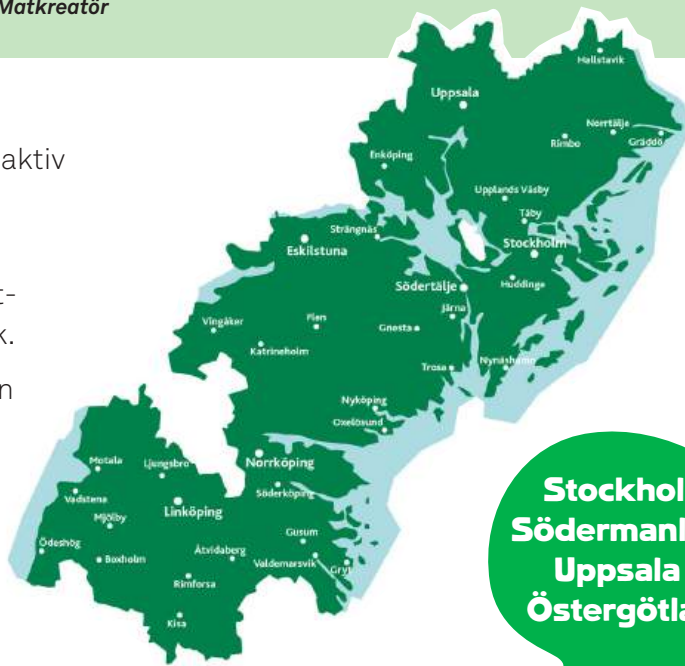 Matkreatör
aktiv
t-
k.
n
Hallstavik
Uppsala
Norrtälje
Rimbo
Gräddö
Enköping
Upplands Väsby
Täby
Strängnäs
Stockholm
Eskilstuna
Huddinge
Södertälje
Järna
Vingåker
Flen
Gnesta
Katrineholm
Trosa
Nynäshamn
Nyköping
Oxelösund
Motala
Ljungsbro
Norrköping
Vadstena
Söderköping
Mjölby
Linköping
Ödeshög
Gusum
Boxholm
Åtvidaberg
Valdemarsvik
Gryt
Rimforsa
Kisa
Stockhol
Södermanl
Uppsala
Östergötla